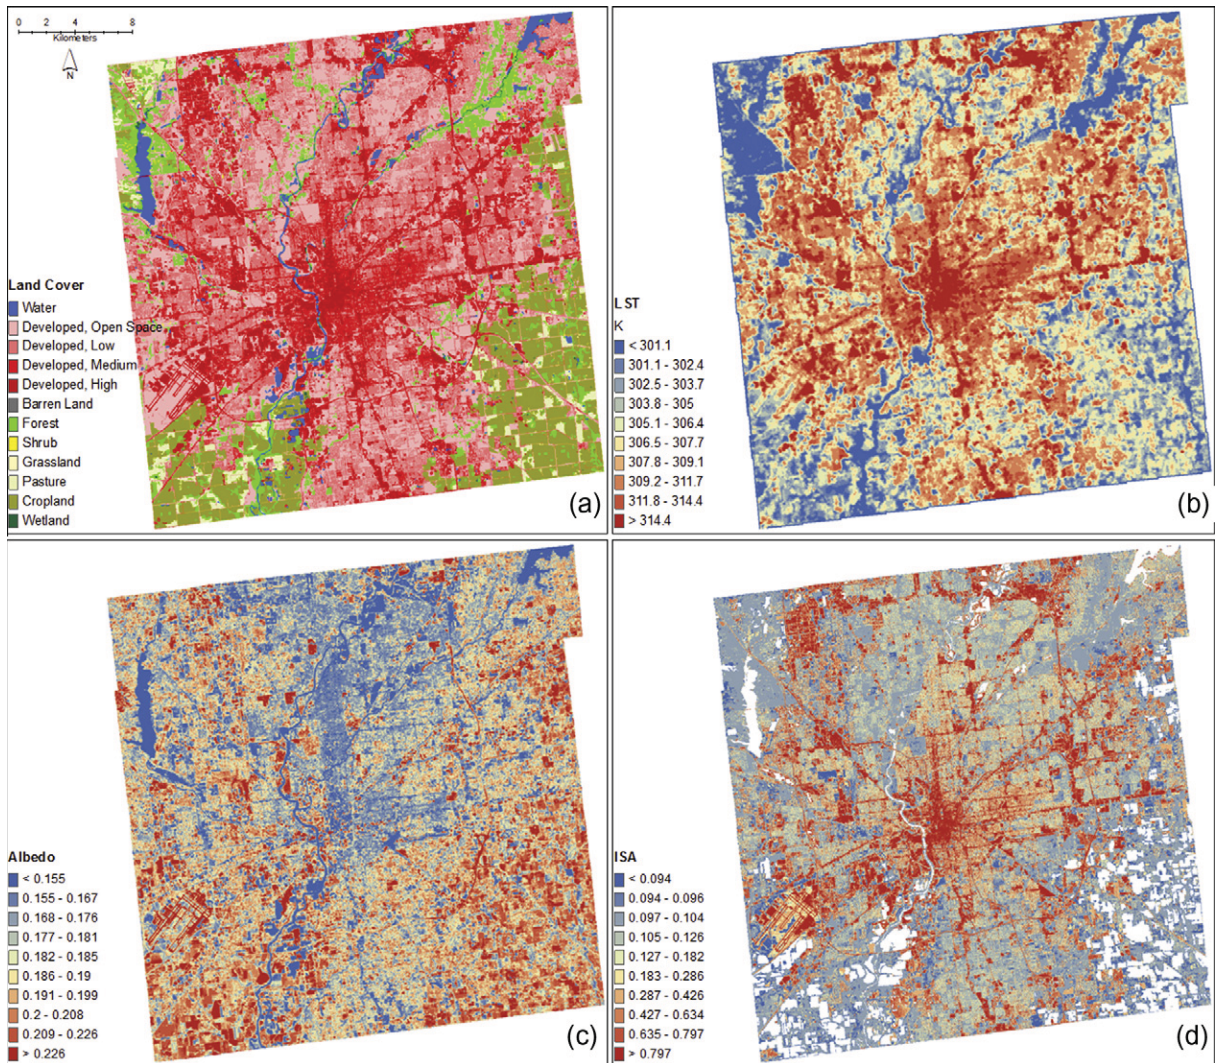 0 2 4 8
Kilometers
N
Land Cover
Water
Developed, Open Space
Developed, Low
Developed, Medium
Developed, High
Barren Land
Forest
Shrub
Grassland
Pasture
Cropland
Wetland
(a)
LST
K
< 301.1
301.1 - 302.4
302.5 - 303.7
303.8 - 305
305.1 - 306.4
306.5 - 307.7
307.8 - 309.1
309.2 - 311.7
311.8 - 314.4
> 314.4
(b)
Albedo
< 0.155
0.155 - 0.167
0.168 - 0.176
0.177 - 0.181
0.182 - 0.185
0.186 - 0.19
0.191 - 0.199
0.2 - 0.208
0.209 - 0.226
> 0.226
(c)
ISA
< 0.094
0.094 - 0.096
0.097 - 0.104
0.105 - 0.126
0.127 - 0.182
0.183 - 0.286
0.287 - 0.426
0.427 - 0.634
0.635 - 0.797
> 0.797
(d)